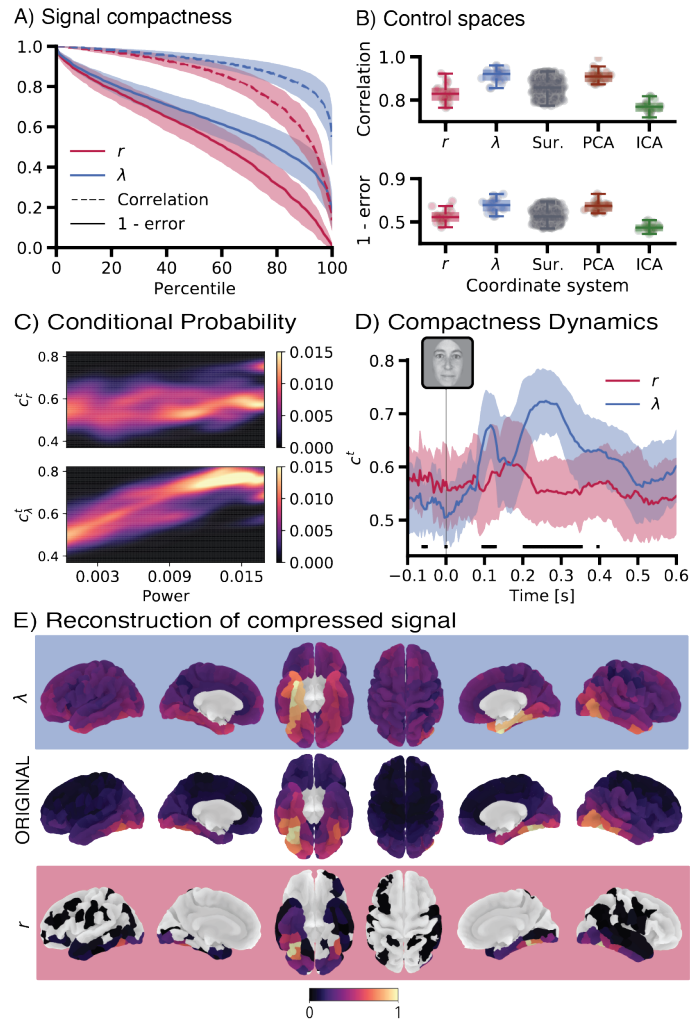 A) Signal compactness
1.0
0.8
0.6
0.4
0.2
0.0
r
λ
Correlation
1 - error
0 20 40 60 80 100
Percentile
B) Control spaces
Correlation
1.0
0.8
r λ Sur. PCA ICA
1 - error
0.9
0.5
r λ Sur. PCA ICA
Coordinate system
C) Conditional Probability
c_r^t
0.8
0.6
0.4
0.015
0.010
0.005
0.000
c_λ^t
0.8
0.6
0.4
0.015
0.010
0.005
0.000
0.003 0.009 0.015
Power
D) Compactness Dynamics
c^t
0.8
0.7
0.6
0.5
r
λ
−0.1 0.0 0.1 0.2 0.3 0.4 0.5 0.6
Time [s]
E) Reconstruction of compressed signal
λ
ORIGINAL
r
0 1